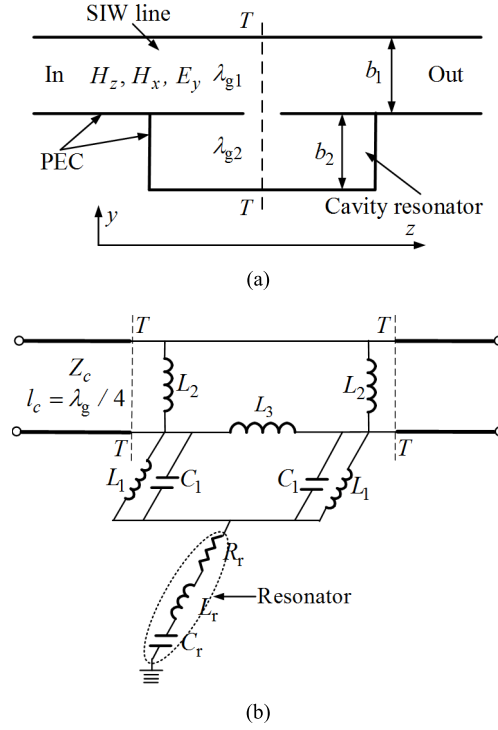 SIW line
T
In H_z, H_x, E_y λ_g1 b_1 Out
PEC
λ_g2 b_2
T
Cavity resonator
y
z
(a)
T T
Z_c
L_2 L_2
l_c = λ_g / 4
L_3
T T
L_1 C_1 C_1 L_1
R_r
L_r Resonator
C_r
(b)